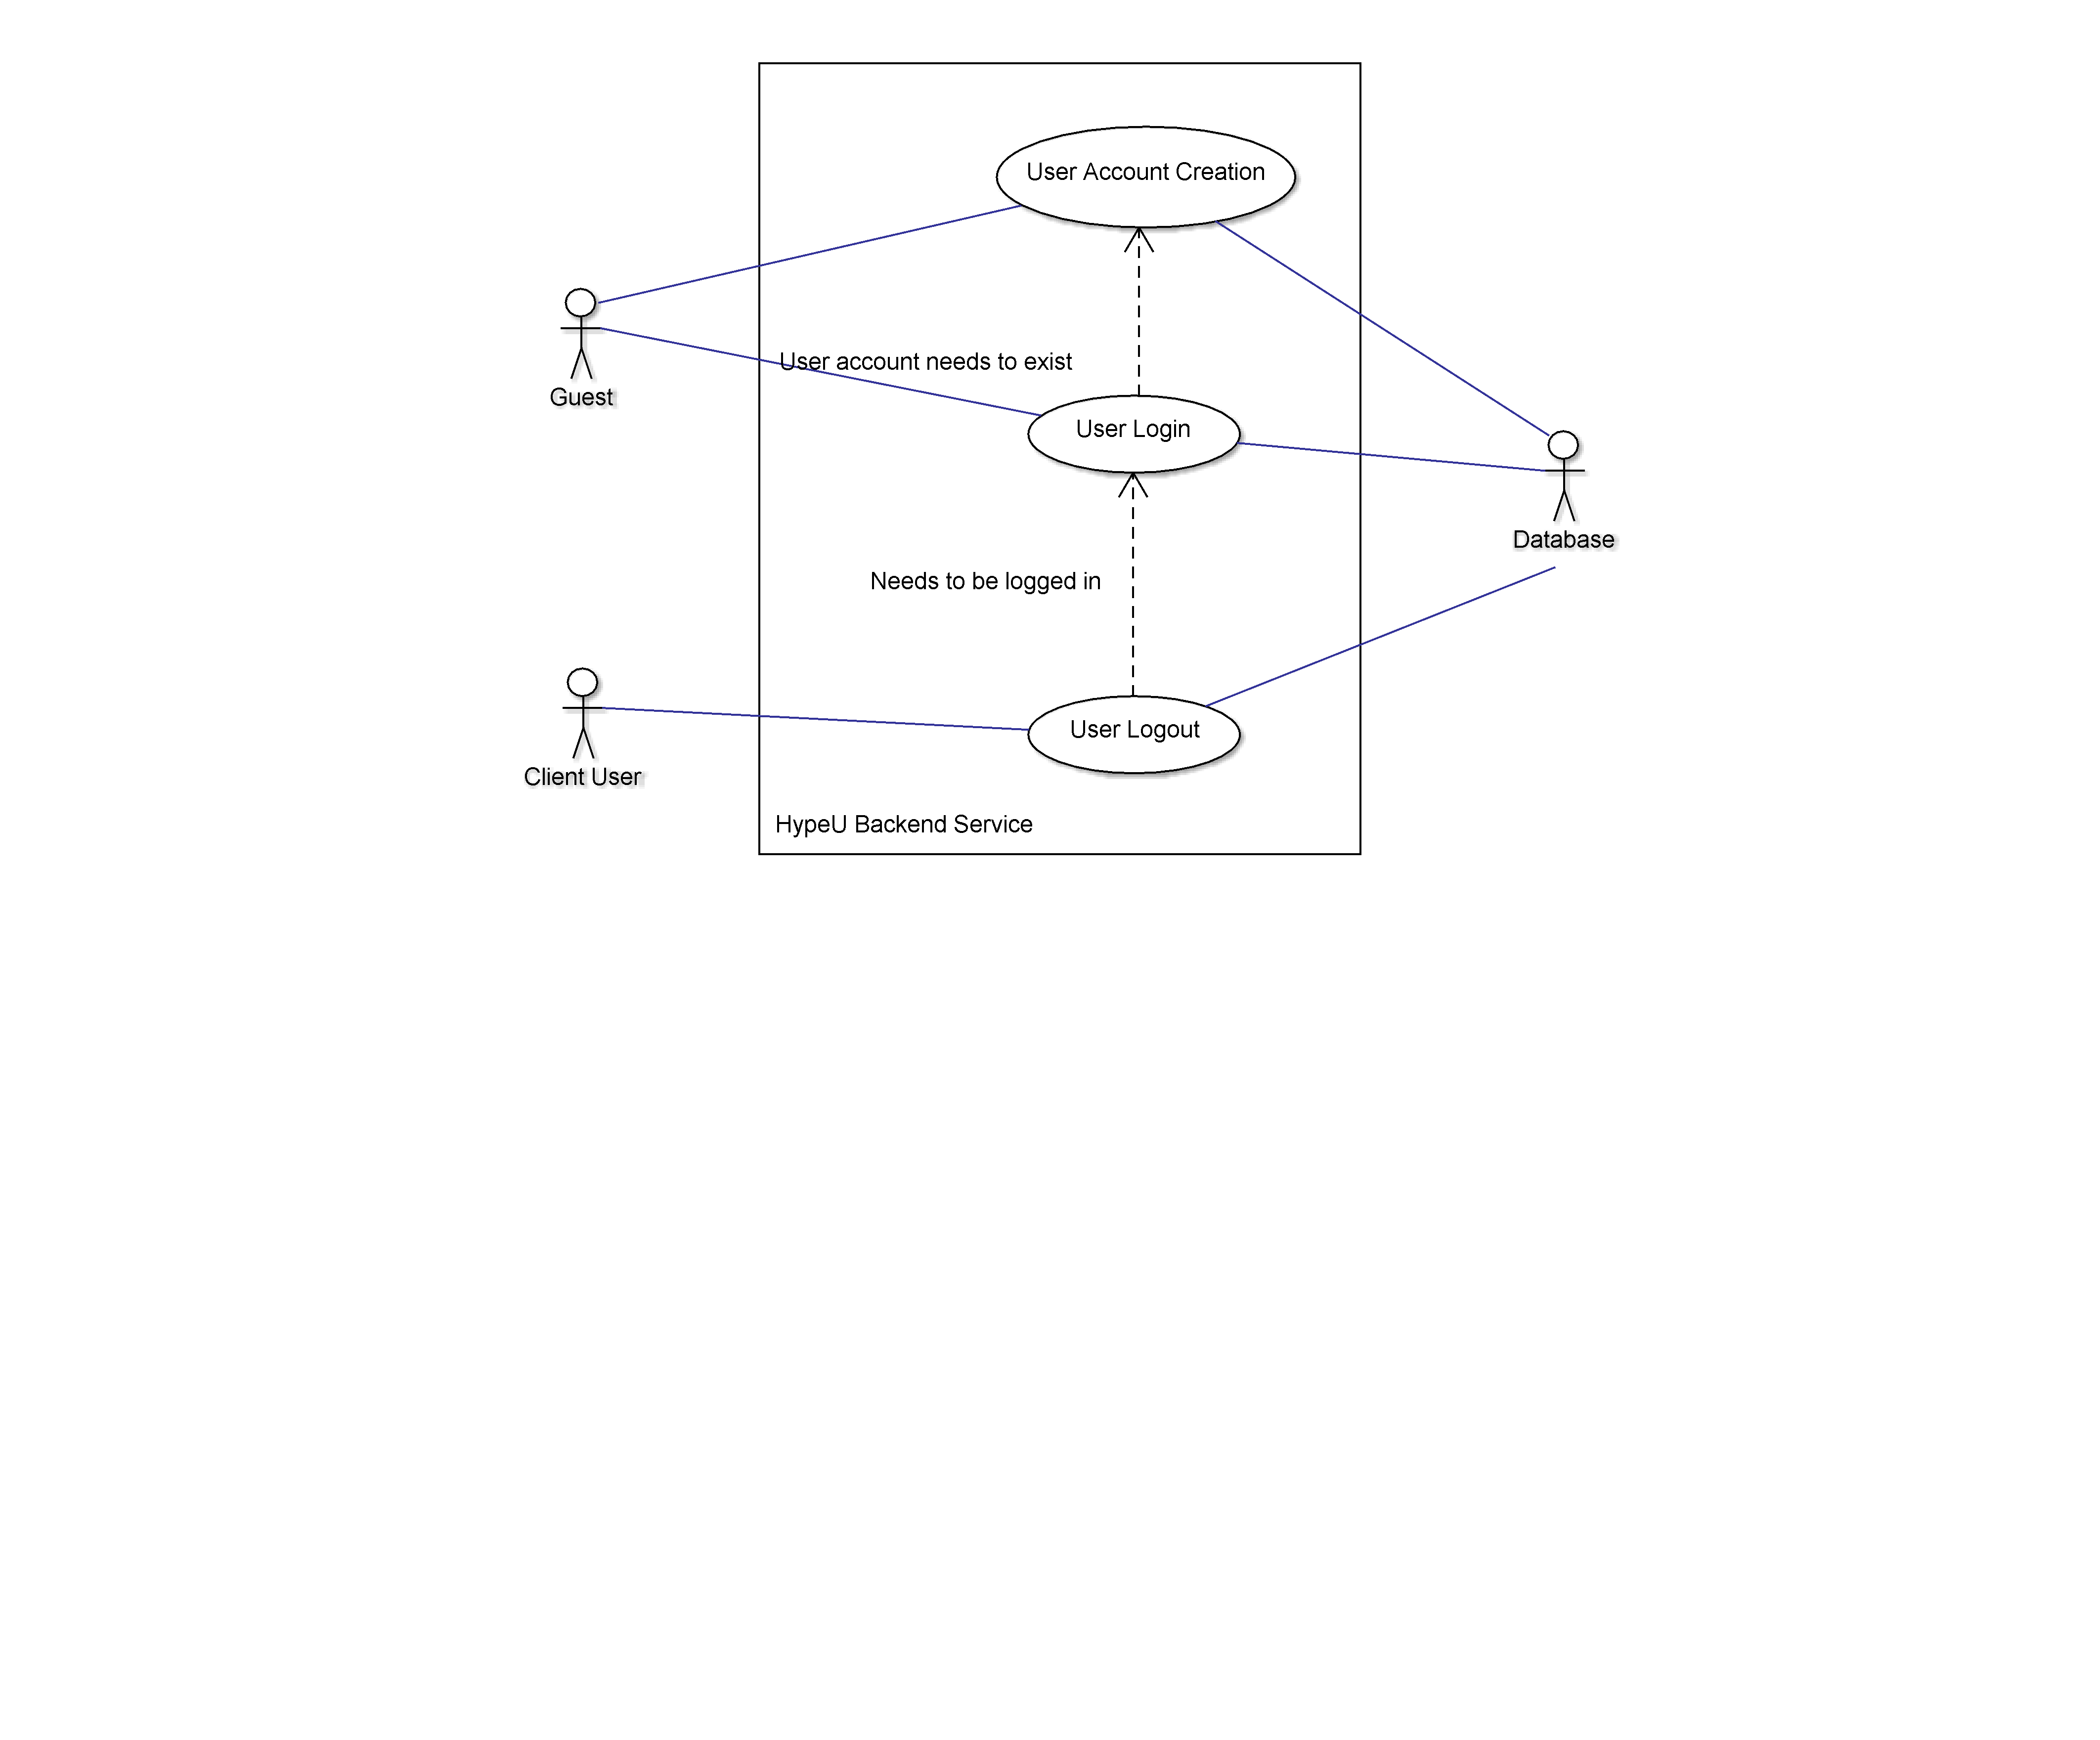 User Account Creation
User account needs to exist
Guest
User Login
Database
Needs to be logged in
User Logout
Client User
HypeU Backend Service